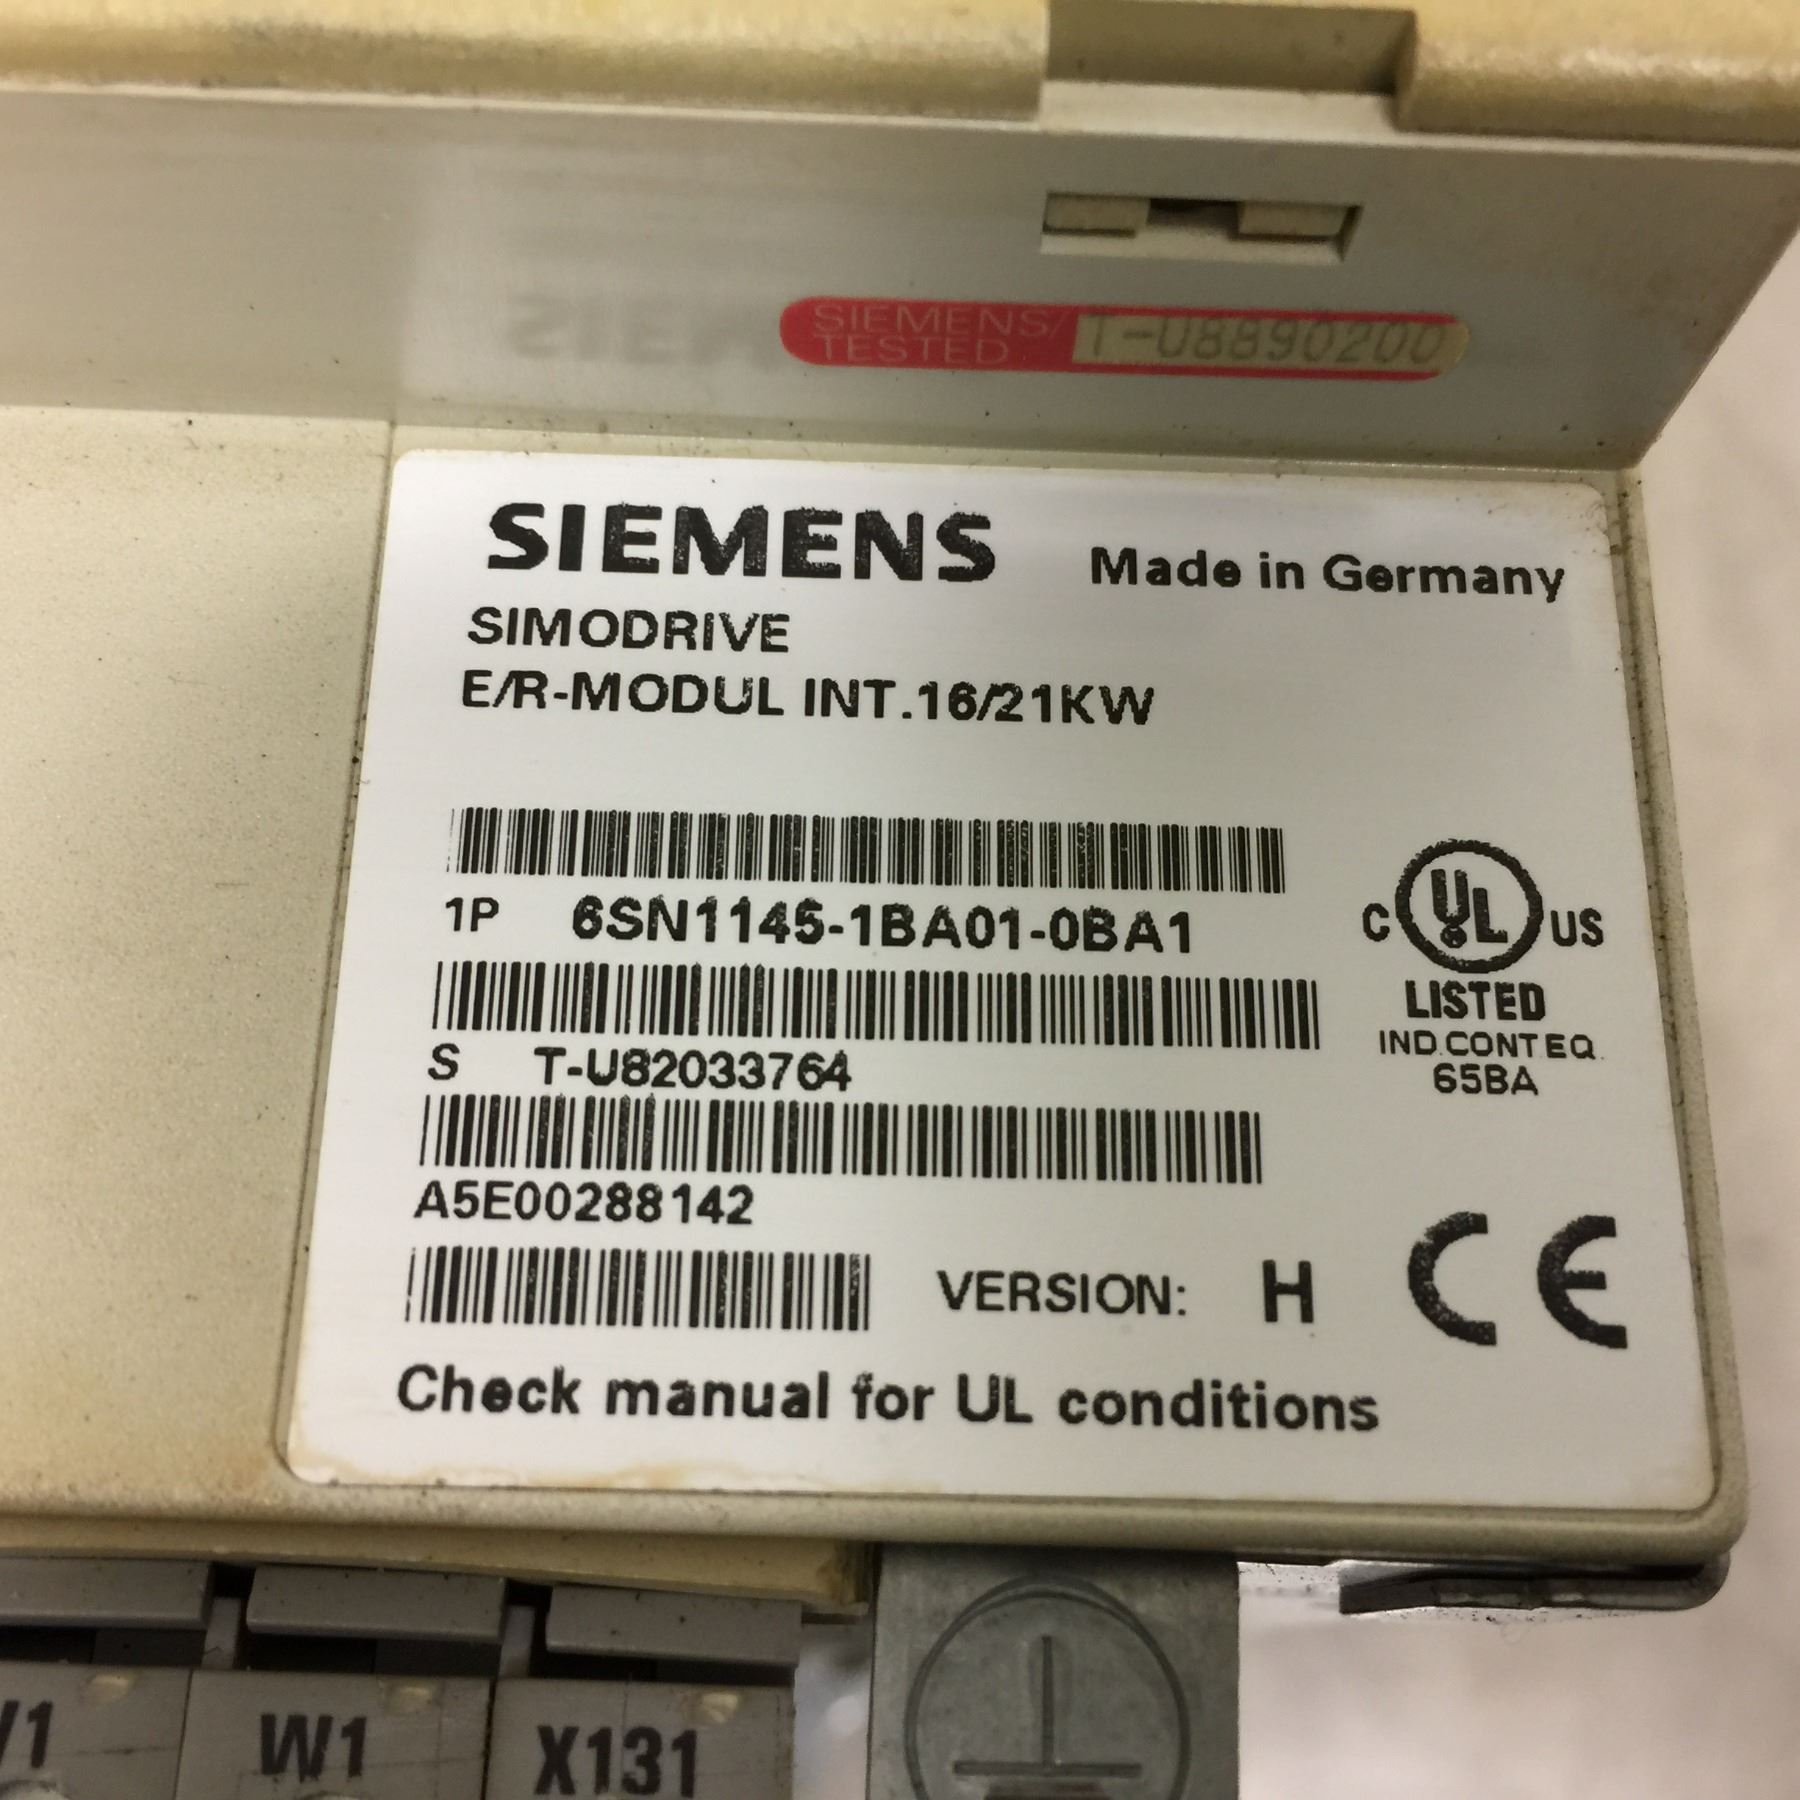 SIEMENS/
TESTED
T-U8890200
SIEMENS Made in Germany
SIMODRIVE
E/R-MODUL INT.16/21KW
1P 6SN1145-1BA01-0BA1
C UL US
LISTED
IND.CONT.EQ.
65BA
S T-U82033764
A5E00288142
VERSION: H CE
Check manual for UL conditions
W1
X131